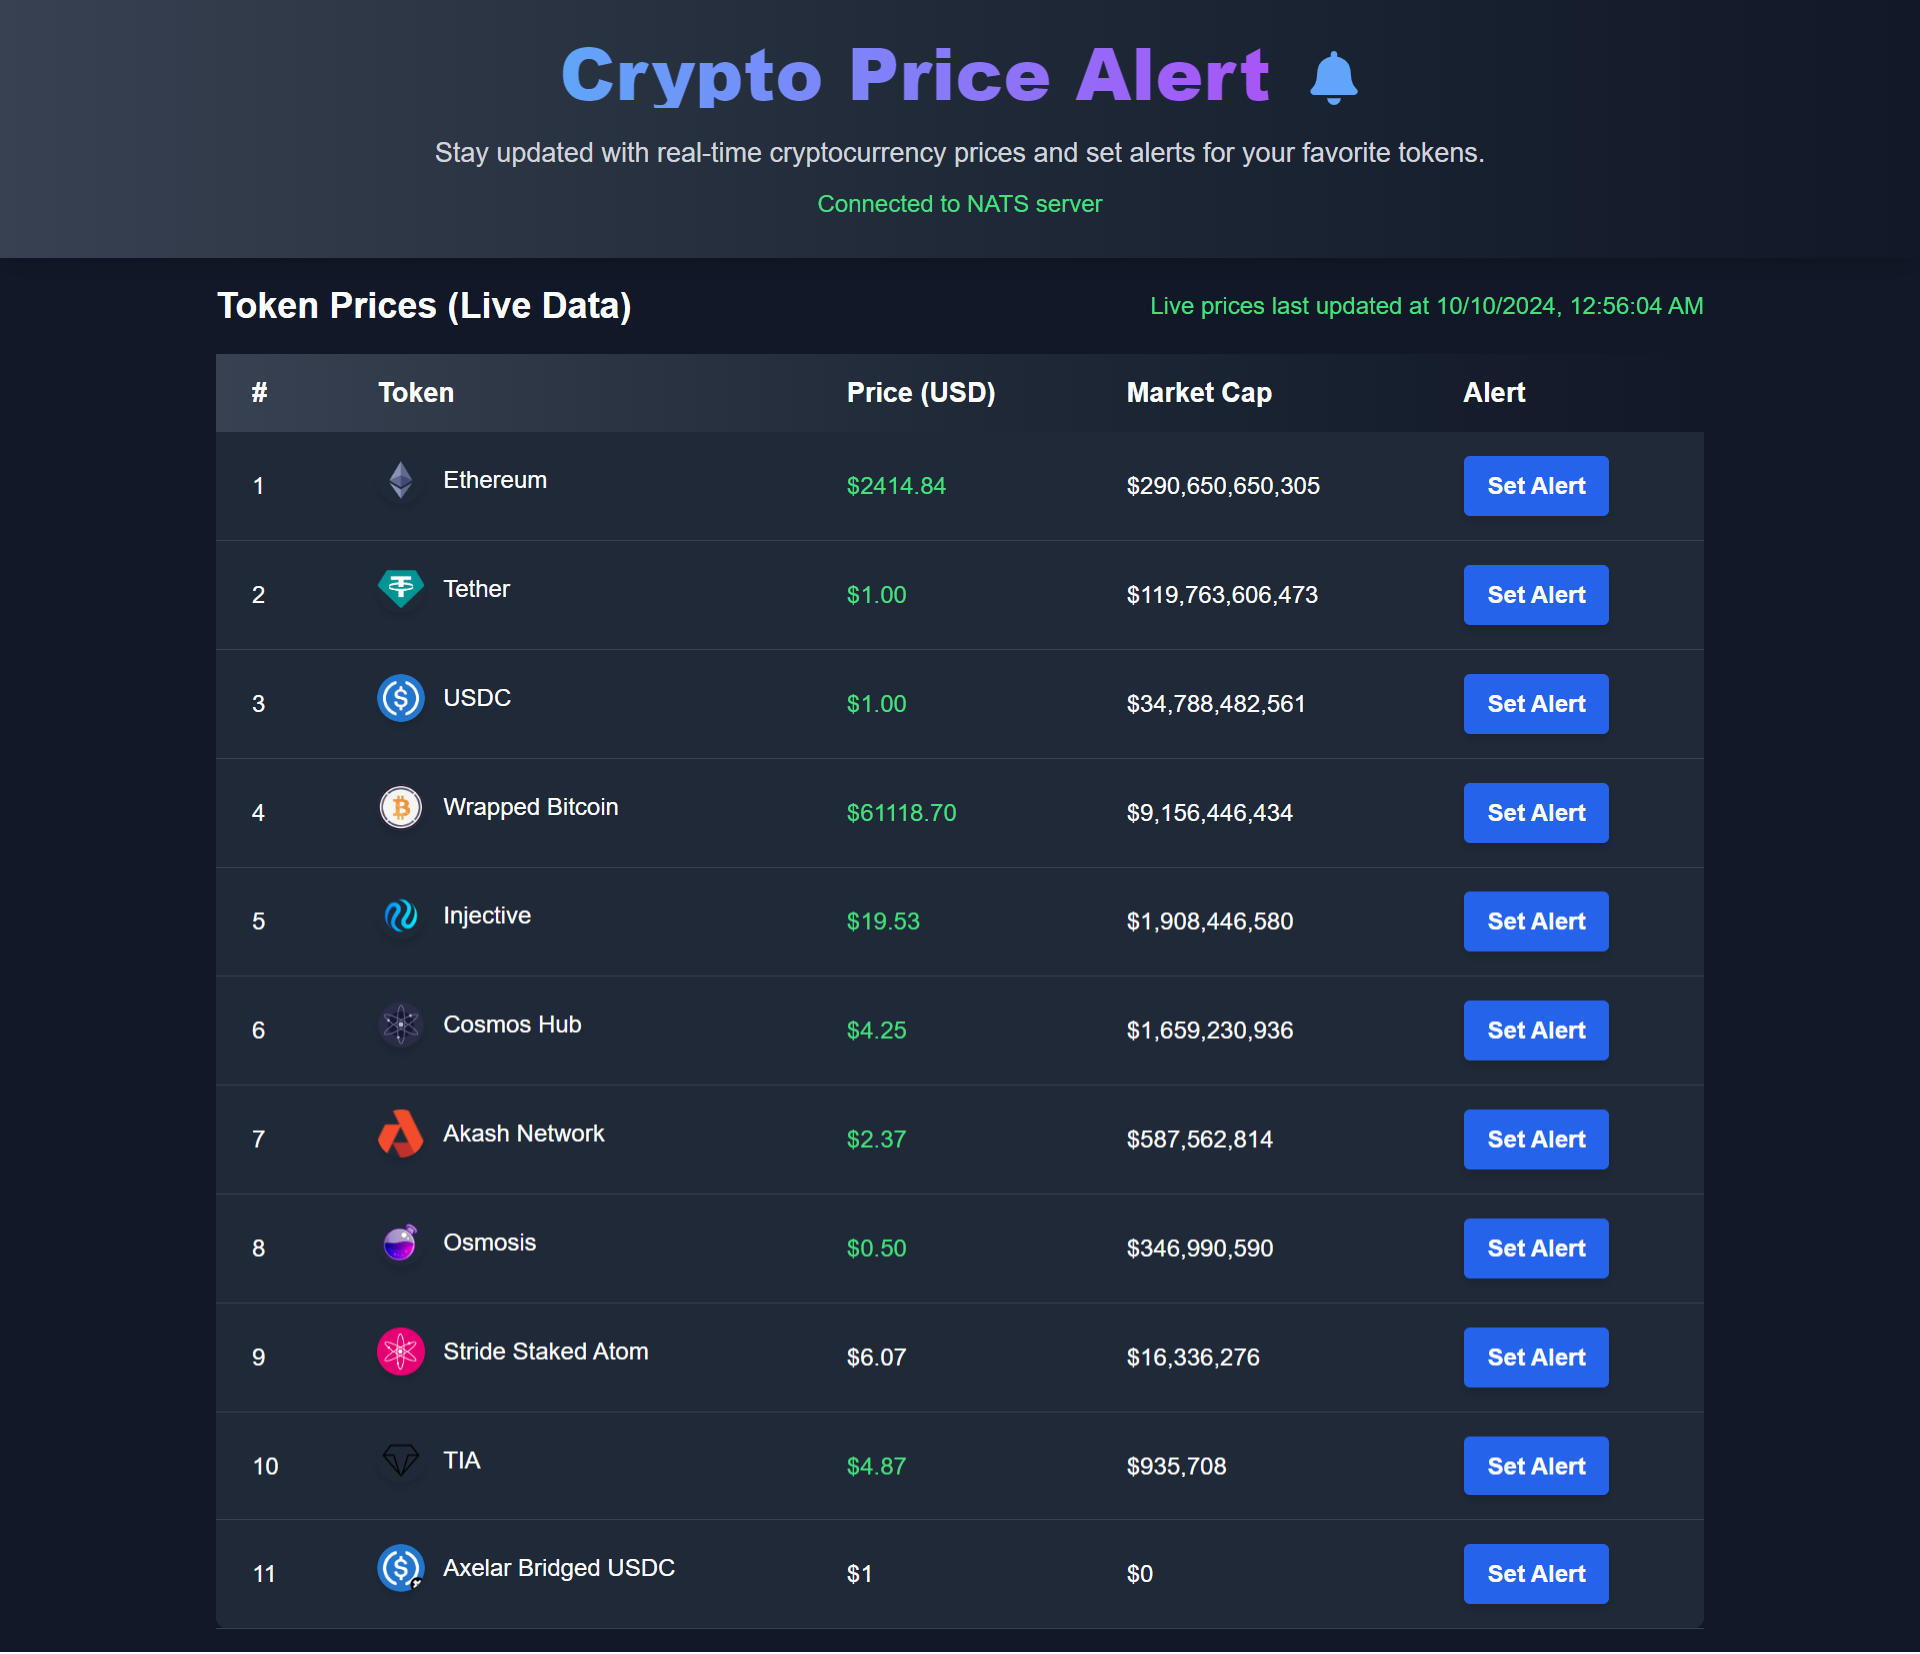 Crypto Price Alert
Stay updated with real-time cryptocurrency prices and set alerts for your favorite tokens.
Connected to NATS server
Token Prices (Live Data) Live prices last updated at 10/10/2024, 12:56:04 AM
# Token Price (USD) Market Cap Alert
1 Ethereum $2414.84 $290,650,650,305 Set Alert
2 Tether $1.00 $119,763,606,473 Set Alert
3 USDC $1.00 $34,788,482,561 Set Alert
4 Wrapped Bitcoin $61118.70 $9,156,446,434 Set Alert
5 Injective $19.53 $1,908,446,580 Set Alert
6 Cosmos Hub $4.25 $1,659,230,936 Set Alert
7 Akash Network $2.37 $587,562,814 Set Alert
8 Osmosis $0.50 $346,990,590 Set Alert
9 Stride Staked Atom $6.07 $16,336,276 Set Alert
10 TIA $4.87 $935,708 Set Alert
11 Axelar Bridged USDC $1 $0 Set Alert